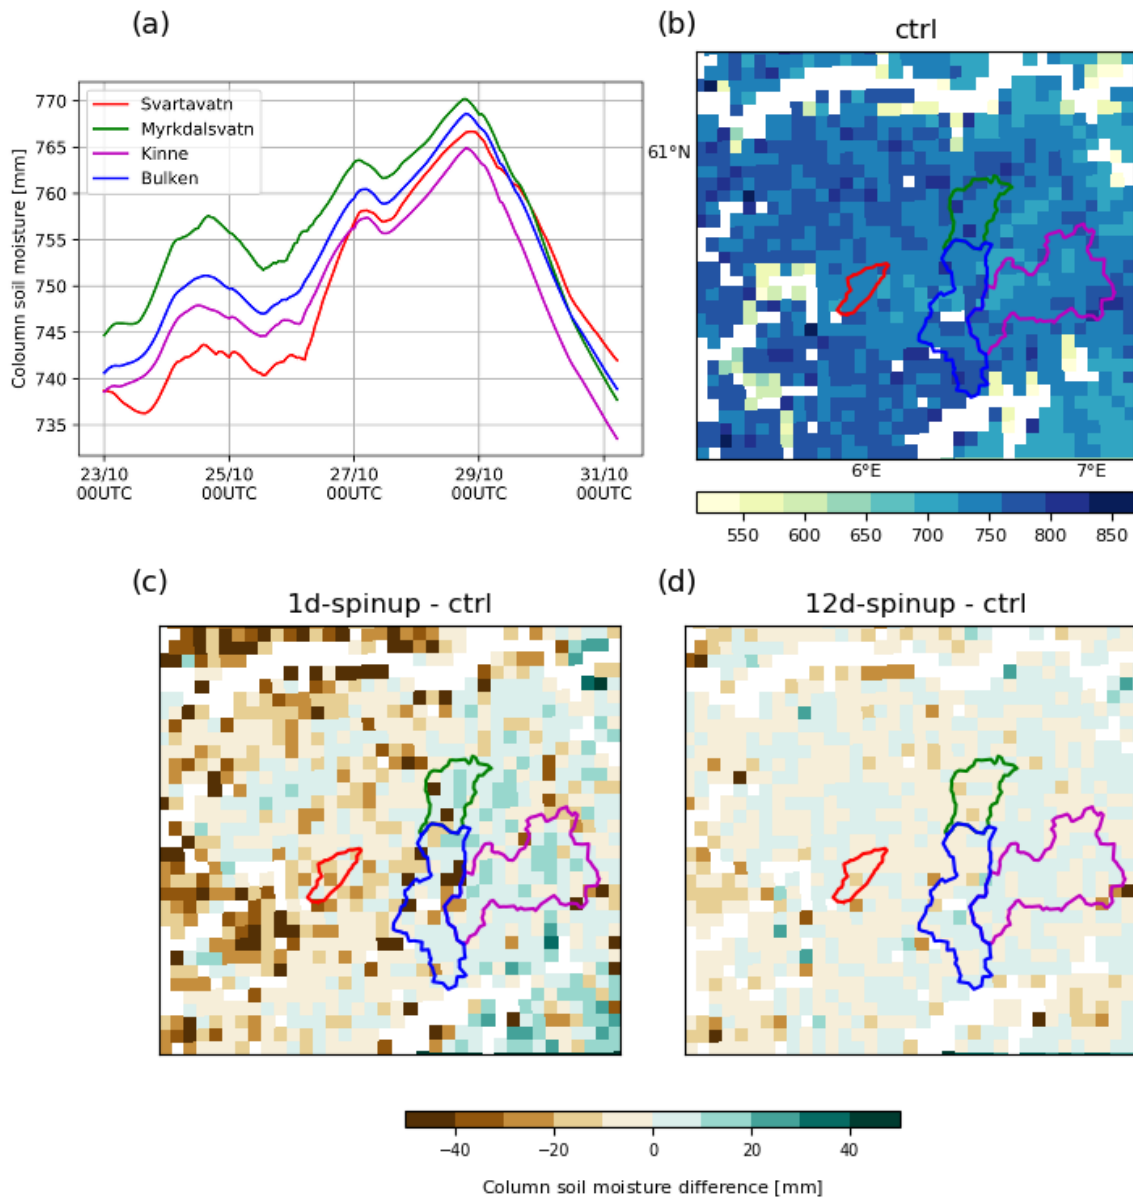 (a)
770
765
760
755
750
745
740
735
Coloumn soil moisture [mm]
Svartavatn
Myrkdalsvatn
Kinne
Bulken
23/10 25/10 27/10 29/10 31/10
00UTC 00UTC 00UTC 00UTC 00UTC
(b)
ctrl
61°N
6°E 7°E
550 600 650 700 750 800 850
(c)
1d-spinup - ctrl
(d)
12d-spinup - ctrl
−40 −20 0 20 40
Column soil moisture difference [mm]